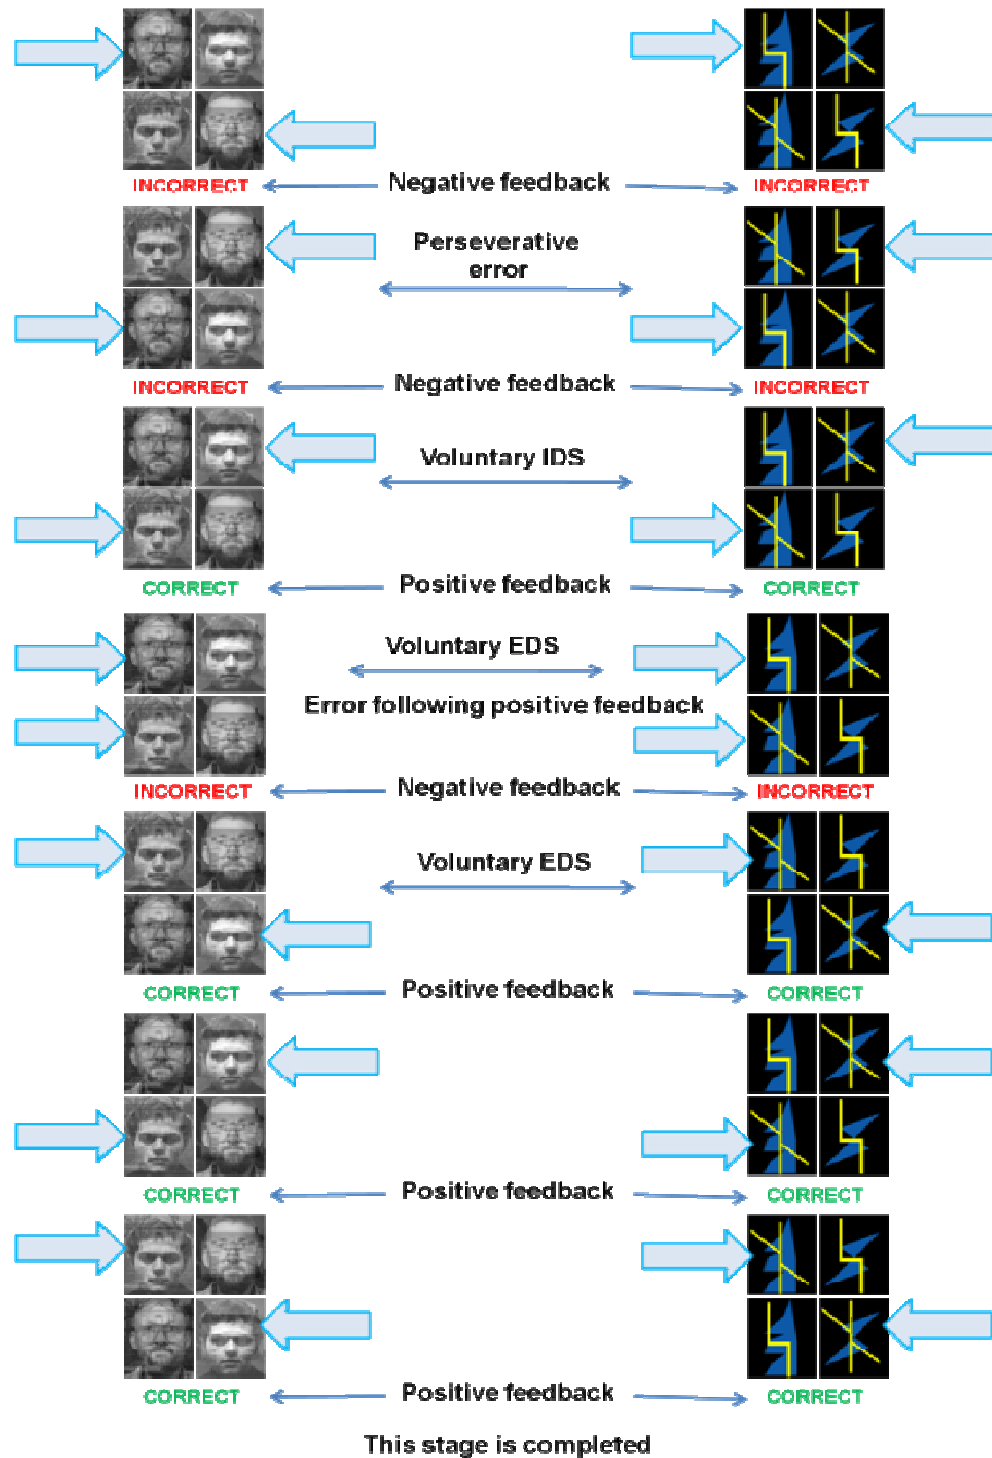 INCORRECT Negative feedback INCORRECT
Perseverative
error
INCORRECT Negative feedback INCORRECT
Voluntary IDS
CORRECT Positive feedback CORRECT
Voluntary EDS
Error following positive feedback
INCORRECT Negative feedback INCORRECT
Voluntary EDS
CORRECT Positive feedback CORRECT
CORRECT Positive feedback CORRECT
CORRECT Positive feedback CORRECT
This stage is completed